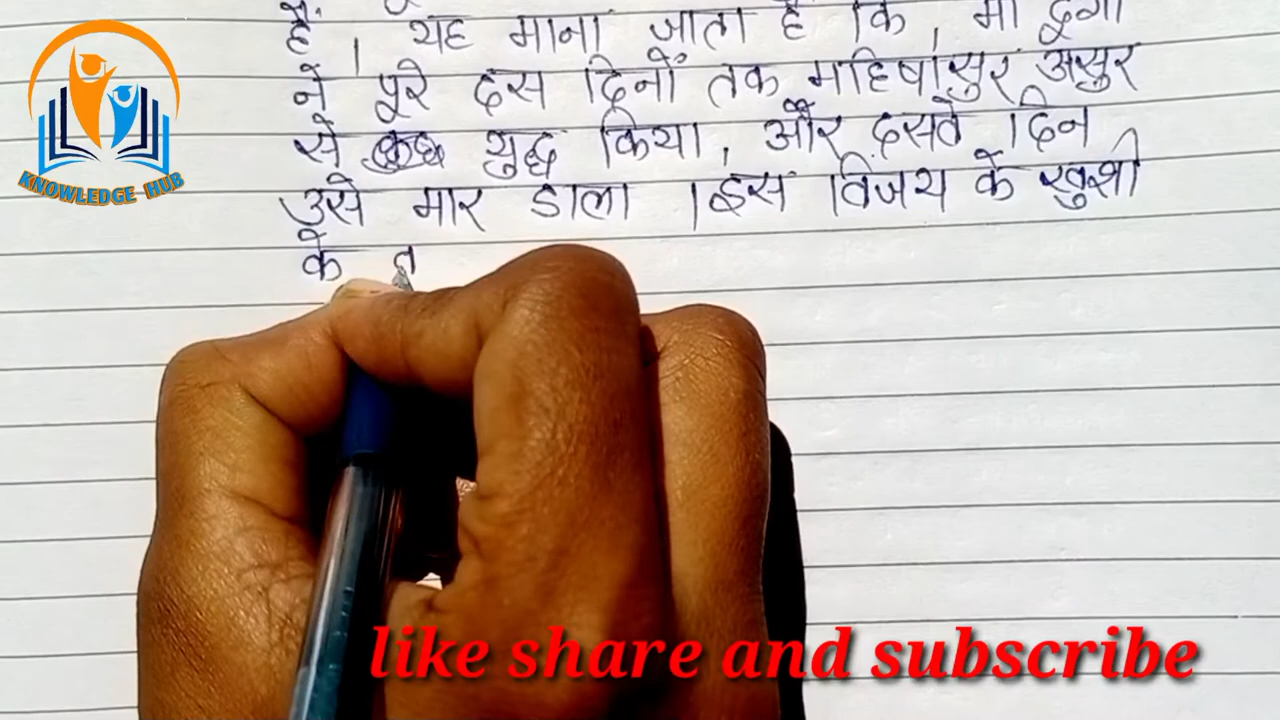 हैं । यह माना जाता है कि, माँ दुर्गा
ने पूरे दस दिनों तक महिषासुर असुर
से युद्ध किया, और दसवें दिन
उसे मार डाला । इस विजय के खुशी
के त
KNOWLEDGE HUB
like share and subscribe